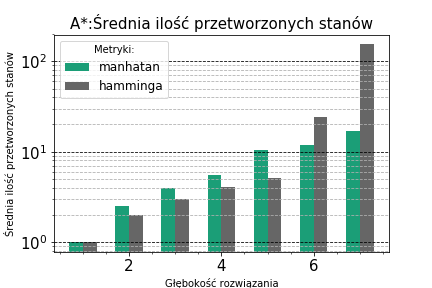 A*:Średnia ilość przetworzonych stanów
Średnia ilość przetworzonych stanów
10²
10¹
10⁰
Metryki:
manhatan
hamminga
2 4 6
Głębokość rozwiązania